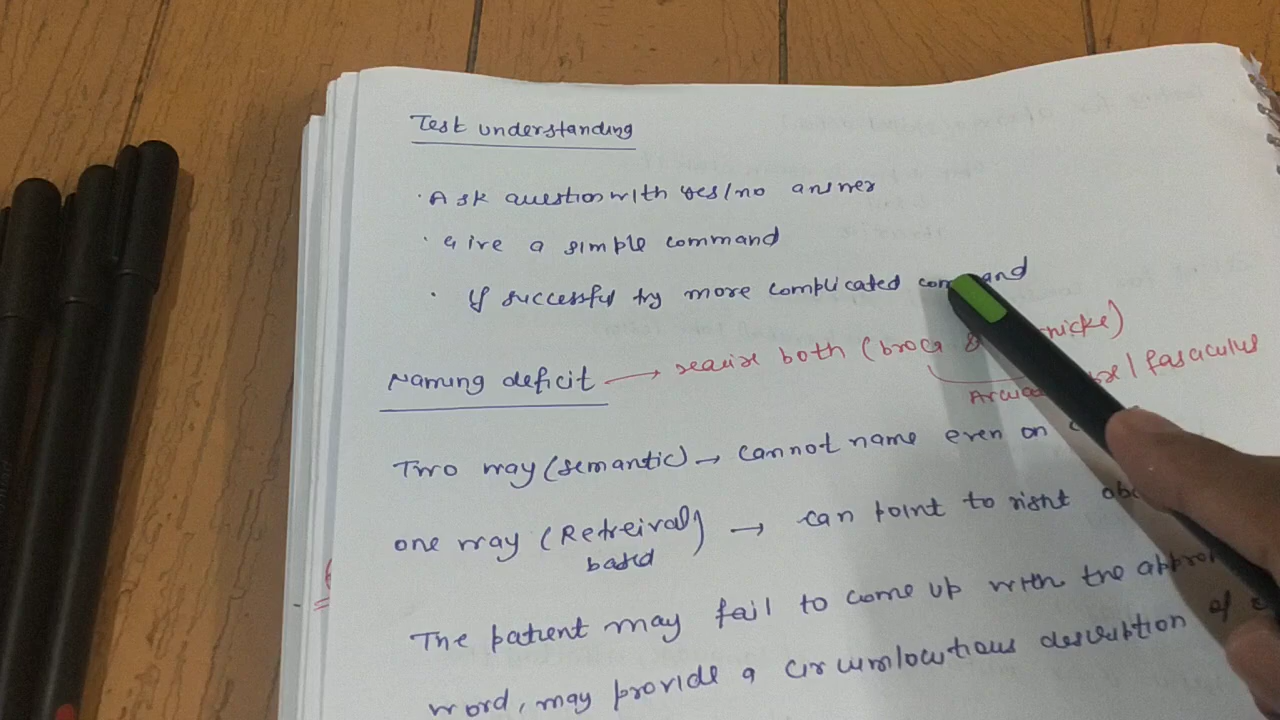 Test understanding
· Ask question with yes/no answer
· Give a simple command
· If successful try more complicated
Naming deficit → require both (broca &
fasciculus
Two way (semantic) → cannot name even on
one way (Retreival) → can point to right
based
The patient may fail to come up with the
word, may provide a circumlocutious description of